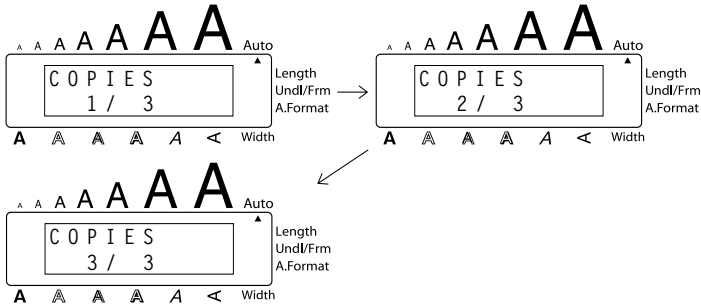 A A A A A A A Auto
COPIES
1/ 3
Length
Undl/Frm
A.Format
A A A A A A Width
A A A A A A A Auto
COPIES
2/ 3
Length
Undl/Frm
A.Format
A A A A A A Width
A A A A A A A Auto
COPIES
3/ 3
Length
Undl/Frm
A.Format
A A A A A A Width